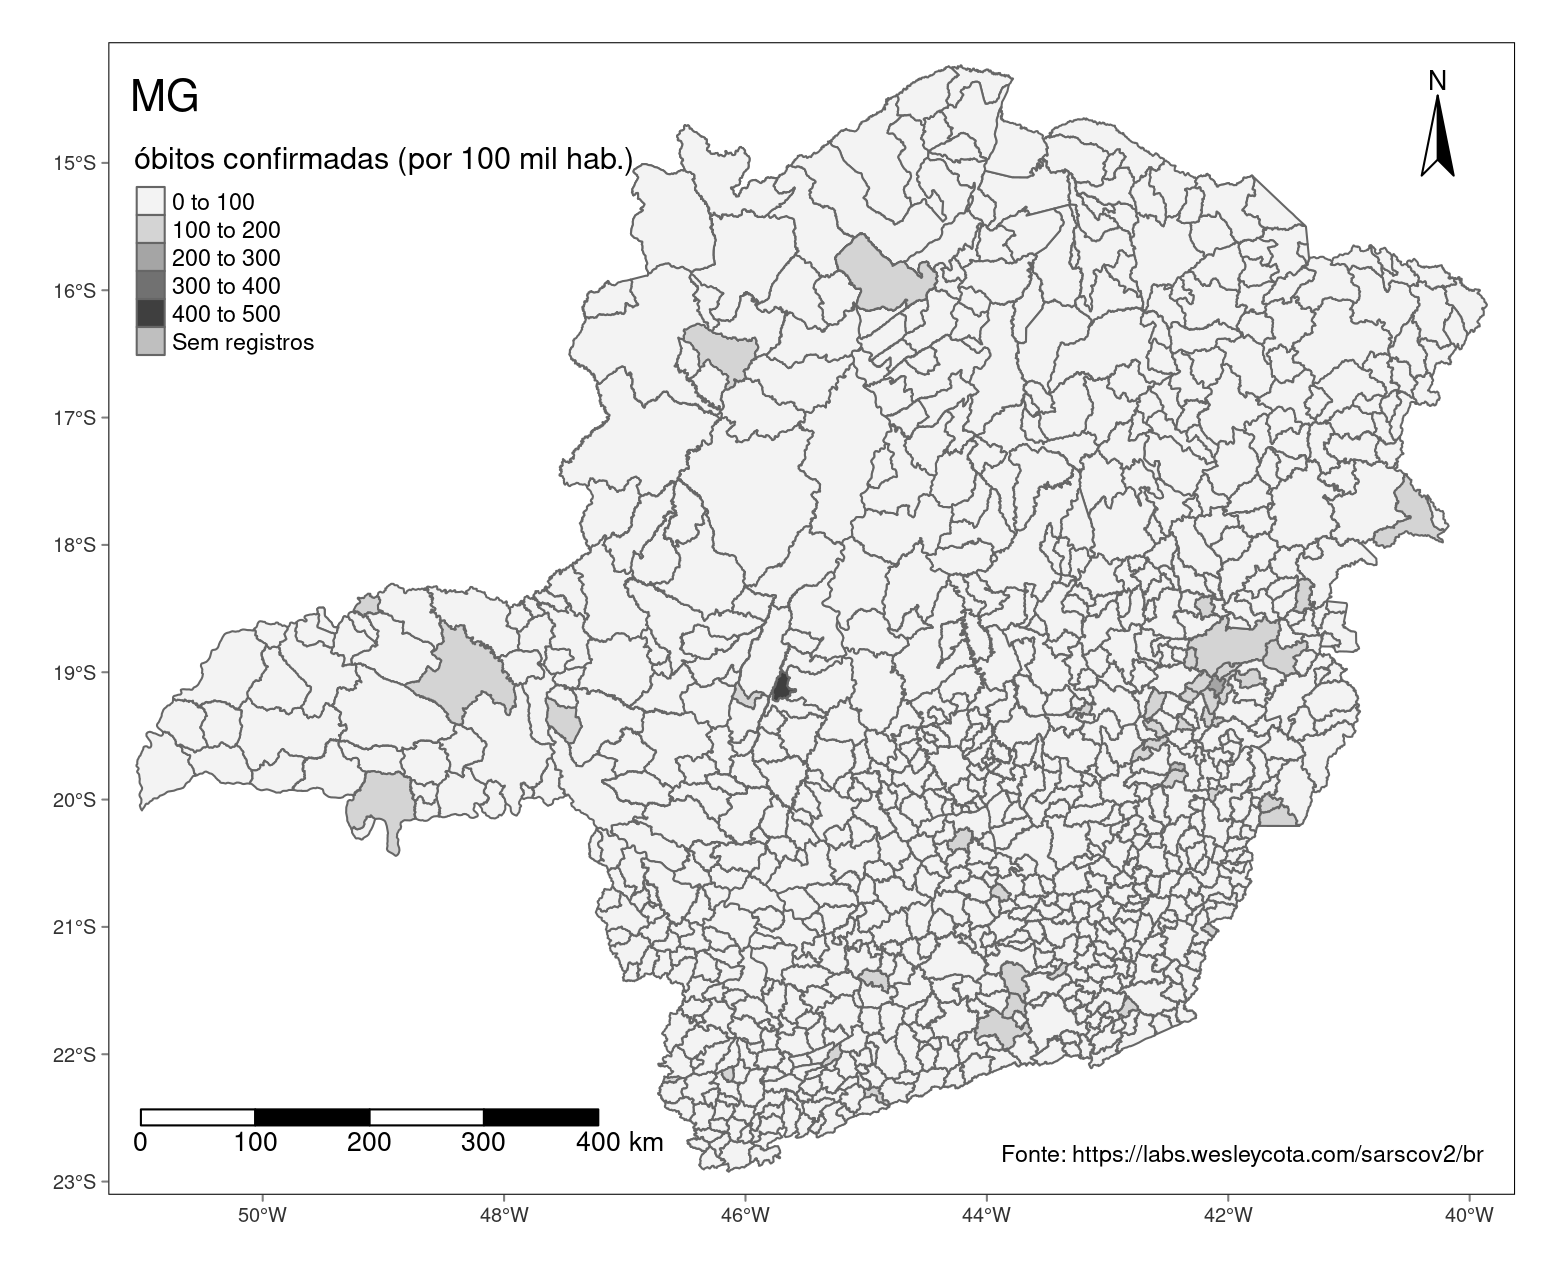 MG
N
óbitos confirmadas (por 100 mil hab.)
0 to 100
100 to 200
200 to 300
300 to 400
400 to 500
Sem registros
15°S
16°S
17°S
18°S
19°S
20°S
21°S
22°S
23°S
0 100 200 300 400 km
Fonte: https://labs.wesleycota.com/sarscov2/br
50°W 48°W 46°W 44°W 42°W 40°W